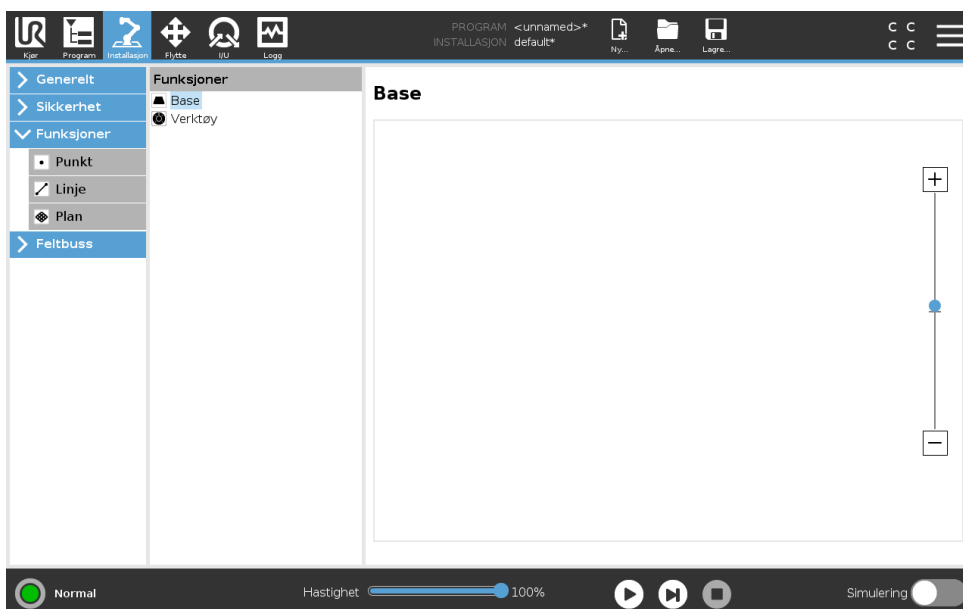 Kjør
Program
Installasjon
Flytte
I/U
Logg
PROGRAM <unnamed>*
INSTALLASJON default*
Ny...
Åpne...
Lagre...
C C
C C
Generelt
Sikkerhet
Funksjoner
Punkt
Linje
Plan
Feltbuss
Funksjoner
Base
Verktøy
Base
Normal
Hastighet
100%
Simulering